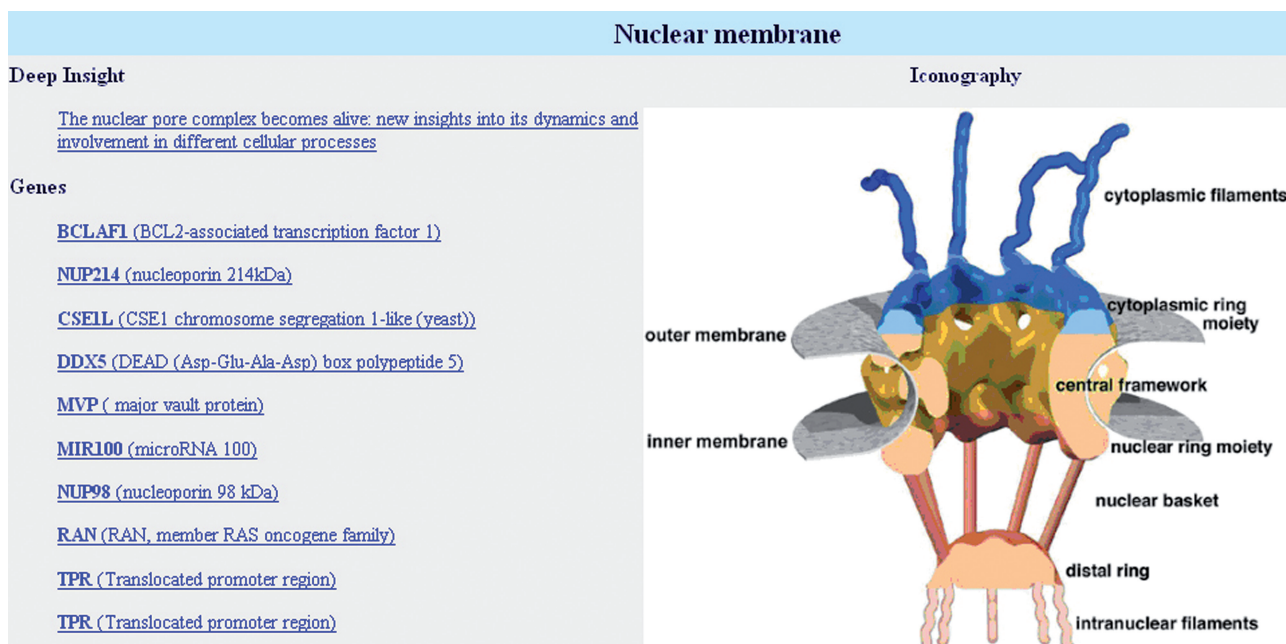 Nuclear membrane
Deep Insight
The nuclear pore complex becomes alive: new insights into its dynamics and
involvement in different cellular processes
Genes
BCLAF1 (BCL2-associated transcription factor 1)
NUP214 (nucleoporin 214kDa)
CSE1L (CSE1 chromosome segregation 1-like (yeast))
DDX5 (DEAD (Asp-Glu-Ala-Asp) box polypeptide 5)
MVP ( major vault protein)
MIR100 (microRNA 100)
NUP98 (nucleoporin 98 kDa)
RAN (RAN, member RAS oncogene family)
TPR (Translocated promoter region)
TPR (Translocated promoter region)
Iconography
cytoplasmic filaments
cytoplasmic ring
moiety
outer membrane
central framework
inner membrane
nuclear ring moiety
nuclear basket
distal ring
intranuclear filaments